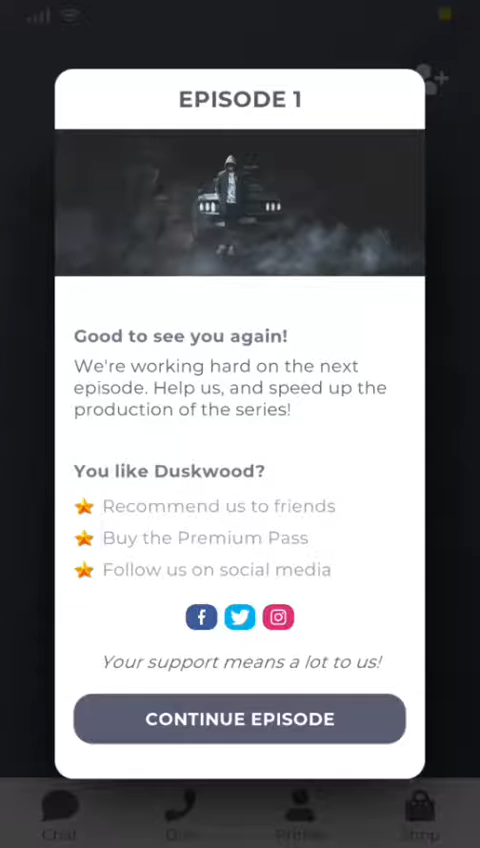 EPISODE 1
Good to see you again!
We're working hard on the next
episode. Help us, and speed up the
production of the series!
You like Duskwood?
Recommend us to friends
Buy the Premium Pass
Follow us on social media
Your support means a lot to us!
CONTINUE EPISODE
Chat
Profile
Shop